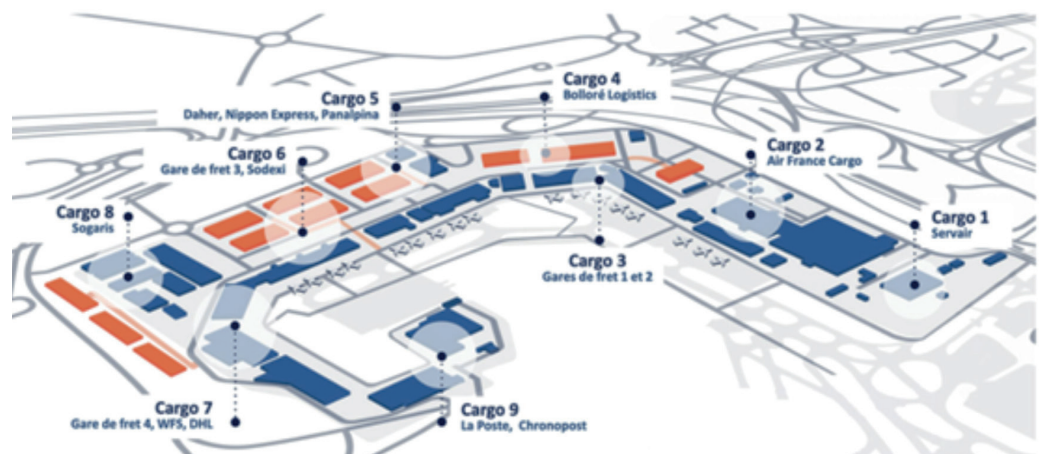 Cargo 4
Bolloré Logistics
Cargo 5
Daher, Nippon Express, Panalpina
Cargo 2
Air France Cargo
Cargo 6
Gare de fret 3, Sodexi
Cargo 8
Sogaris
Cargo 1
Servair
Cargo 3
Gares de fret 1 et 2
Cargo 7
Gare de fret 4, WFS, DHL
Cargo 9
La Poste, Chronopost